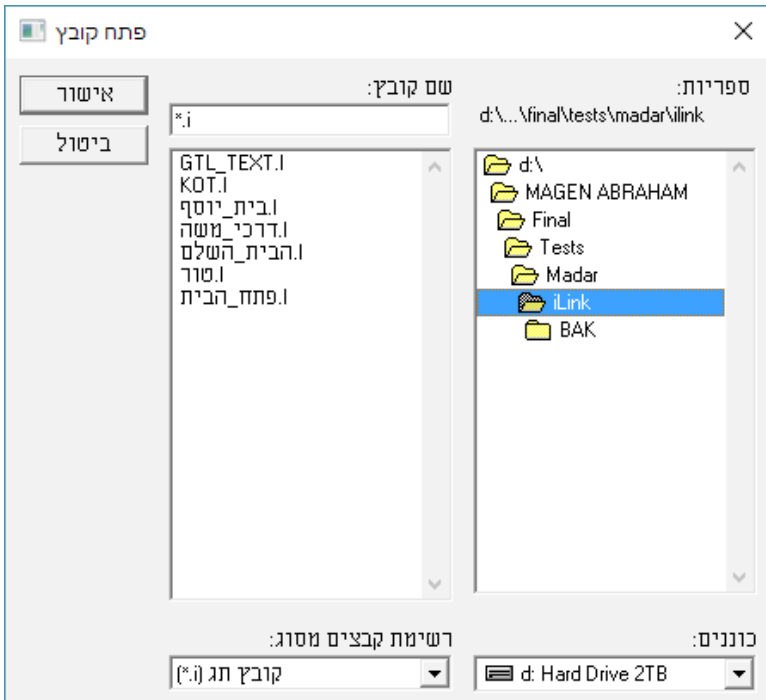 פתח קובץ
אישור
ביטול
שם קובץ:
*.i
GTL_TEXT.I
KOT.I
בית_יוסף.I
דרכי_משה.I
הבית_השלם.I
טור.I
פתח_הבית.I
רשימת קבצים מסוג:
קובץ תג (*.i)
ספריות:
d:\...\final\tests\madar\ilink
d:\
MAGEN ABRAHAM
Final
Tests
Madar
iLink
BAK
כוננים:
d: Hard Drive 2TB